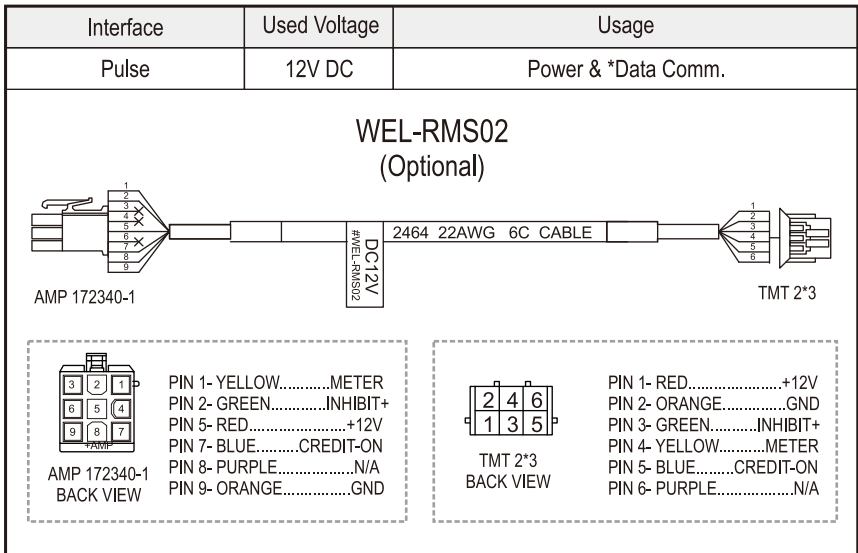 Interface Used Voltage Usage
Pulse 12V DC Power & *Data Comm.
WEL-RMS02
(Optional)
1
2
3
4
5
6
7
8
9
AMP 172340-1
DC12V
#WEL-RMS02
2464 22AWG 6C CABLE
1
2
3
4
5
6
TMT 2*3
3 2 1
6 5 4
9 8 7
+AMP
AMP 172340-1
BACK VIEW
PIN 1- YELLOW...........METER
PIN 2- GREEN............INHIBIT+
PIN 5- RED..................+12V
PIN 7- BLUE........CREDIT-ON
PIN 8- PURPLE...............N/A
PIN 9- ORANGE..............GND
2 4 6
1 3 5
TMT 2*3
BACK VIEW
PIN 1- RED..................+12V
PIN 2- ORANGE.............GND
PIN 3- GREEN........INHIBIT+
PIN 4- YELLOW..........METER
PIN 5- BLUE.......CREDIT-ON
PIN 6- PURPLE................N/A